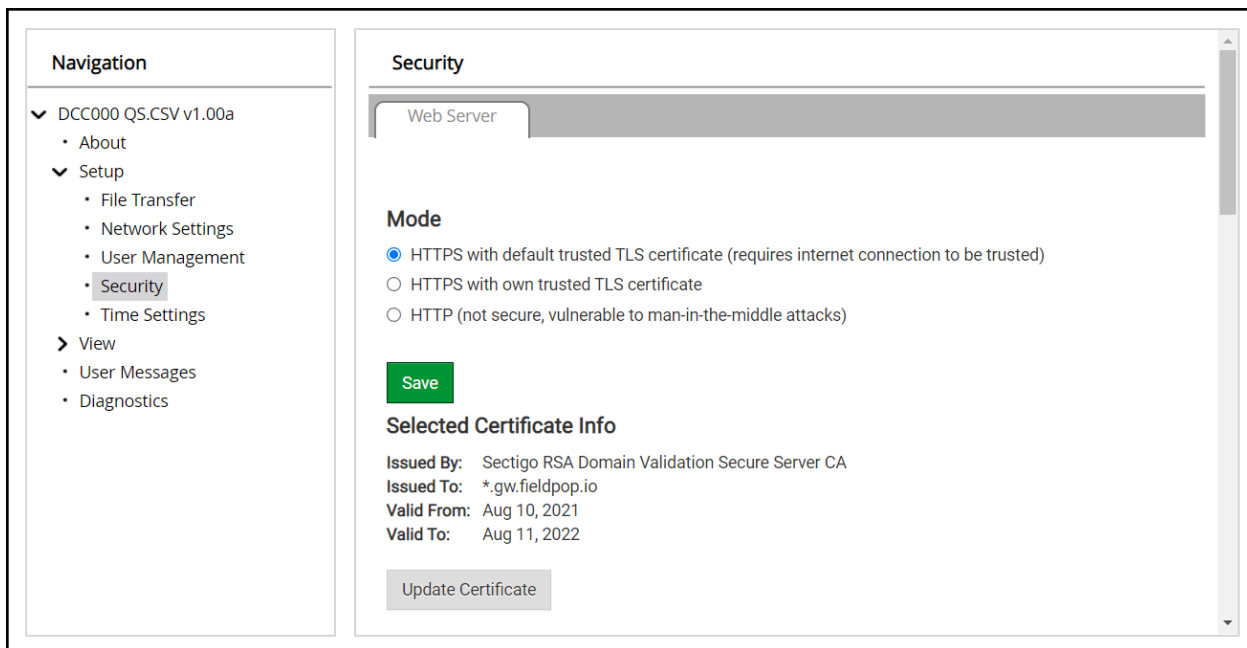 Navigation
DCC000 QS.CSV v1.00a
About
Setup
File Transfer
Network Settings
User Management
Security
Time Settings
View
User Messages
Diagnostics
Security
Web Server
Mode
HTTPS with default trusted TLS certificate (requires internet connection to be trusted)
HTTPS with own trusted TLS certificate
HTTP (not secure, vulnerable to man-in-the-middle attacks)
Save
Selected Certificate Info
Issued By: Sectigo RSA Domain Validation Secure Server CA
Issued To: *.gw.fieldpop.io
Valid From: Aug 10, 2021
Valid To: Aug 11, 2022
Update Certificate